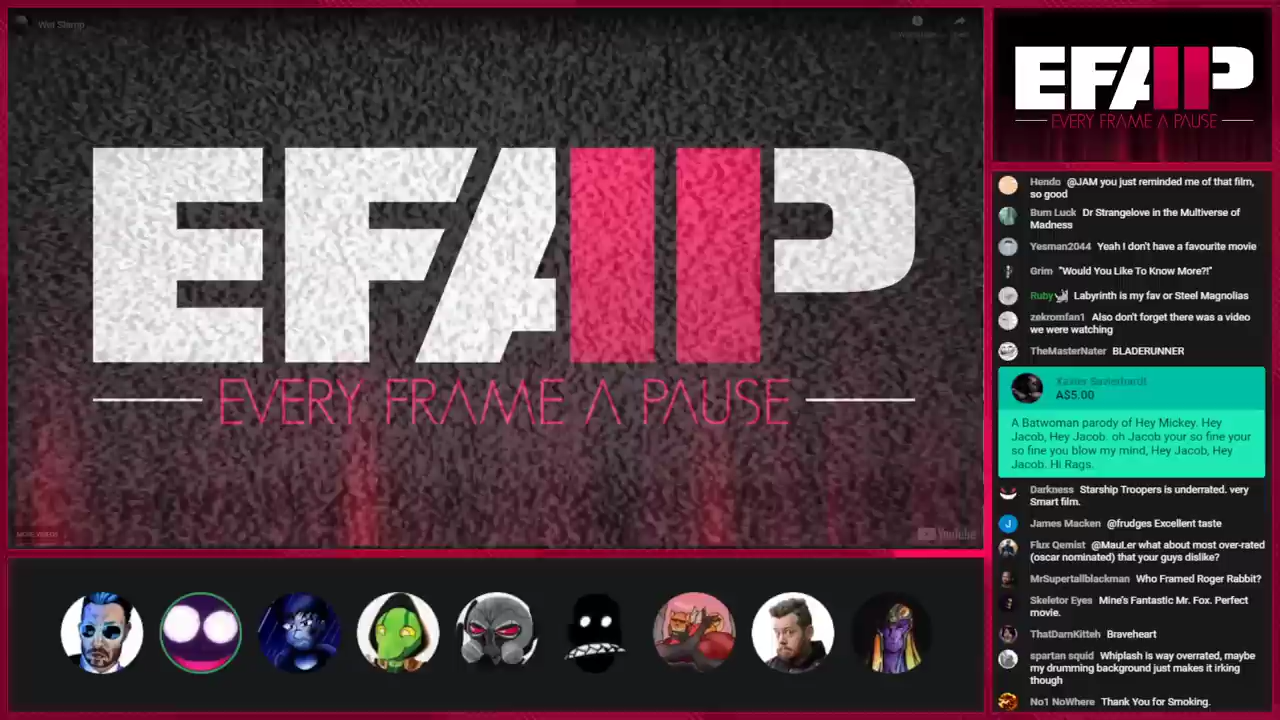 Wet Stamp
EFAP
EVERY FRAME A PAUSE
MORE VIDEOS
YouTube
EFAP
EVERY FRAME A PAUSE
Hendo @JAM you just reminded me of that film,
so good
Bum Luck Dr Strangelove in the Multiverse of
Madness
Yesman2044 Yeah I don't have a favourite movie
Grim "Would You Like To Know More?!"
Ruby Labyrinth is my fav or Steel Magnolias
zekromfan1 Also don't forget there was a video
we were watching
TheMasterNater BLADERUNNER
A$5.00
A Batwoman parody of Hey Mickey. Hey
Jacob, Hey Jacob. oh Jacob your so fine your
so fine you blow my mind, Hey Jacob, Hey
Jacob. Hi Rags.
Darkness Starship Troopers is underrated. very
Smart film.
J
James Macken @frudges Excellent taste
Flux Qemist @MauLer what about most over-rated
(oscar nominated) that your guys dislike?
MrSupertallblackman Who Framed Roger Rabbit?
Skeletor Eyes Mine's Fantastic Mr. Fox. Perfect
movie.
ThatDarnKitteh Braveheart
spartan squid Whiplash is way overrated, maybe
my drumming background just makes it irking
though
No1 NoWhere Thank You for Smoking.